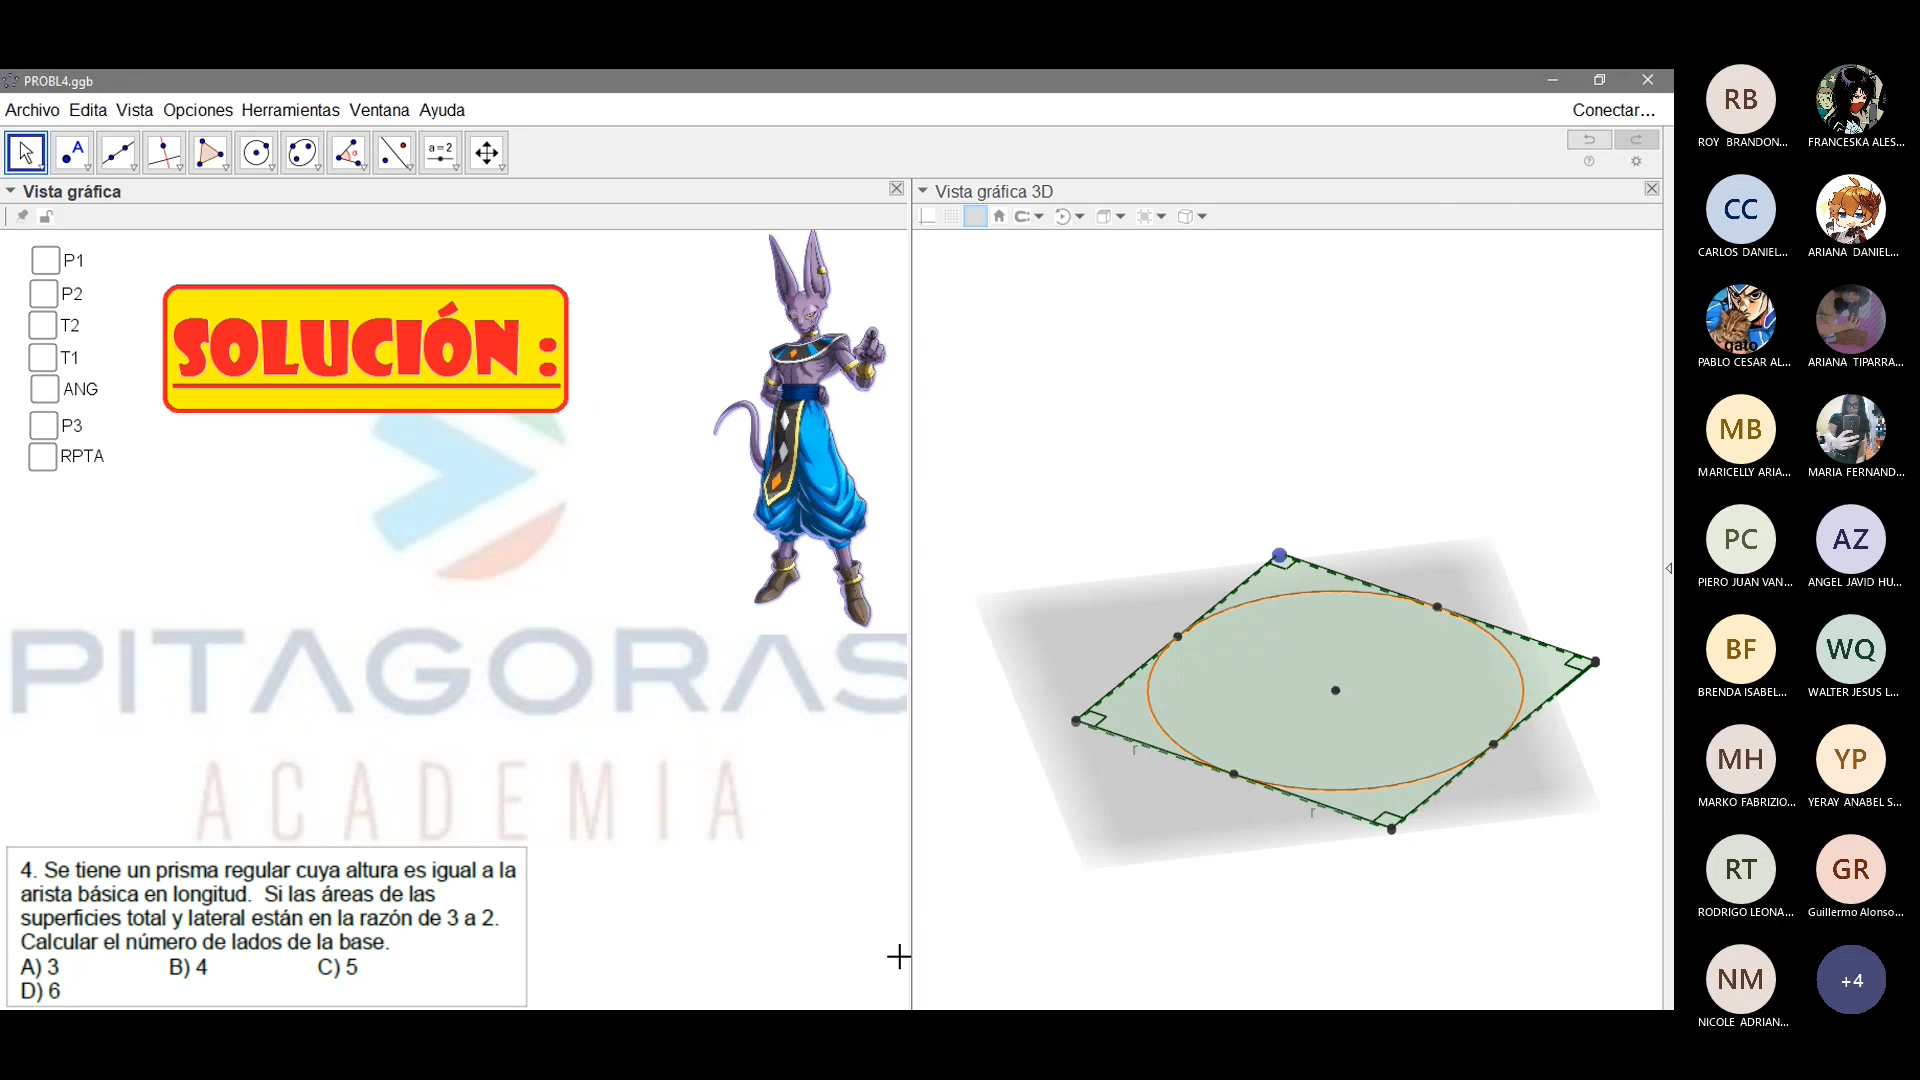 PROBL4.ggb
Archivo Edita Vista Opciones Herramientas Ventana Ayuda
Conectar...
A
a=2
Vista gráfica
Vista gráfica 3D
P1
P2
T2
T1
ANG
P3
RPTA
SOLUCIÓN :
PITAGORAS
ACADEMIA
r
r
4. Se tiene un prisma regular cuya altura es igual a la
arista básica en longitud. Si las áreas de las
superficies total y lateral están en la razón de 3 a 2.
Calcular el número de lados de la base.
A) 3 B) 4 C) 5
D) 6
RB
ROY BRANDON...
FRANCESKA ALES...
CC
CARLOS DANIEL...
ARIANA DANIEL...
gato
PABLO CESAR AL...
ARIANA TIPARRA...
MB
MARICELLY ARIA...
MARIA FERNAND...
PC
PIERO JUAN VAN...
AZ
ANGEL JAVID HU...
BF
BRENDA ISABEL...
WQ
WALTER JESUS L...
MH
MARKO FABRIZIO...
YP
YERAY ANABEL S...
RT
RODRIGO LEONA...
GR
Guillermo Alonso...
NM
NICOLE ADRIAN...
+4